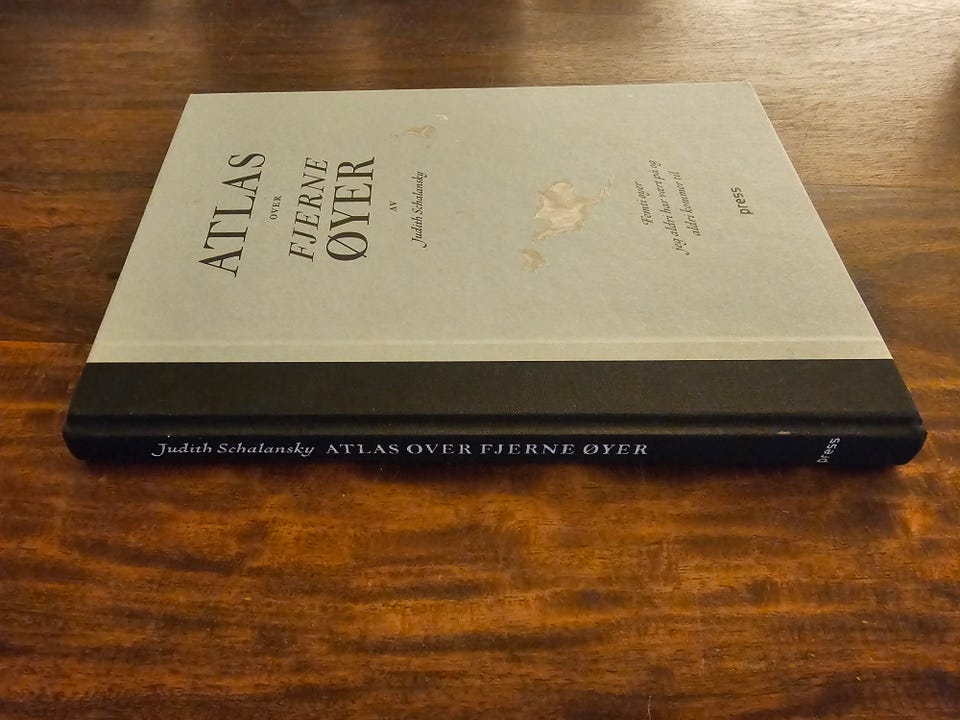 ATLAS
OVER
FJERNE
ØYER
AV
Judith Schalansky
Femti øyer
jeg aldri har vært på og
aldri kommer til
press
Judith Schalansky ATLAS OVER FJERNE ØYER
press